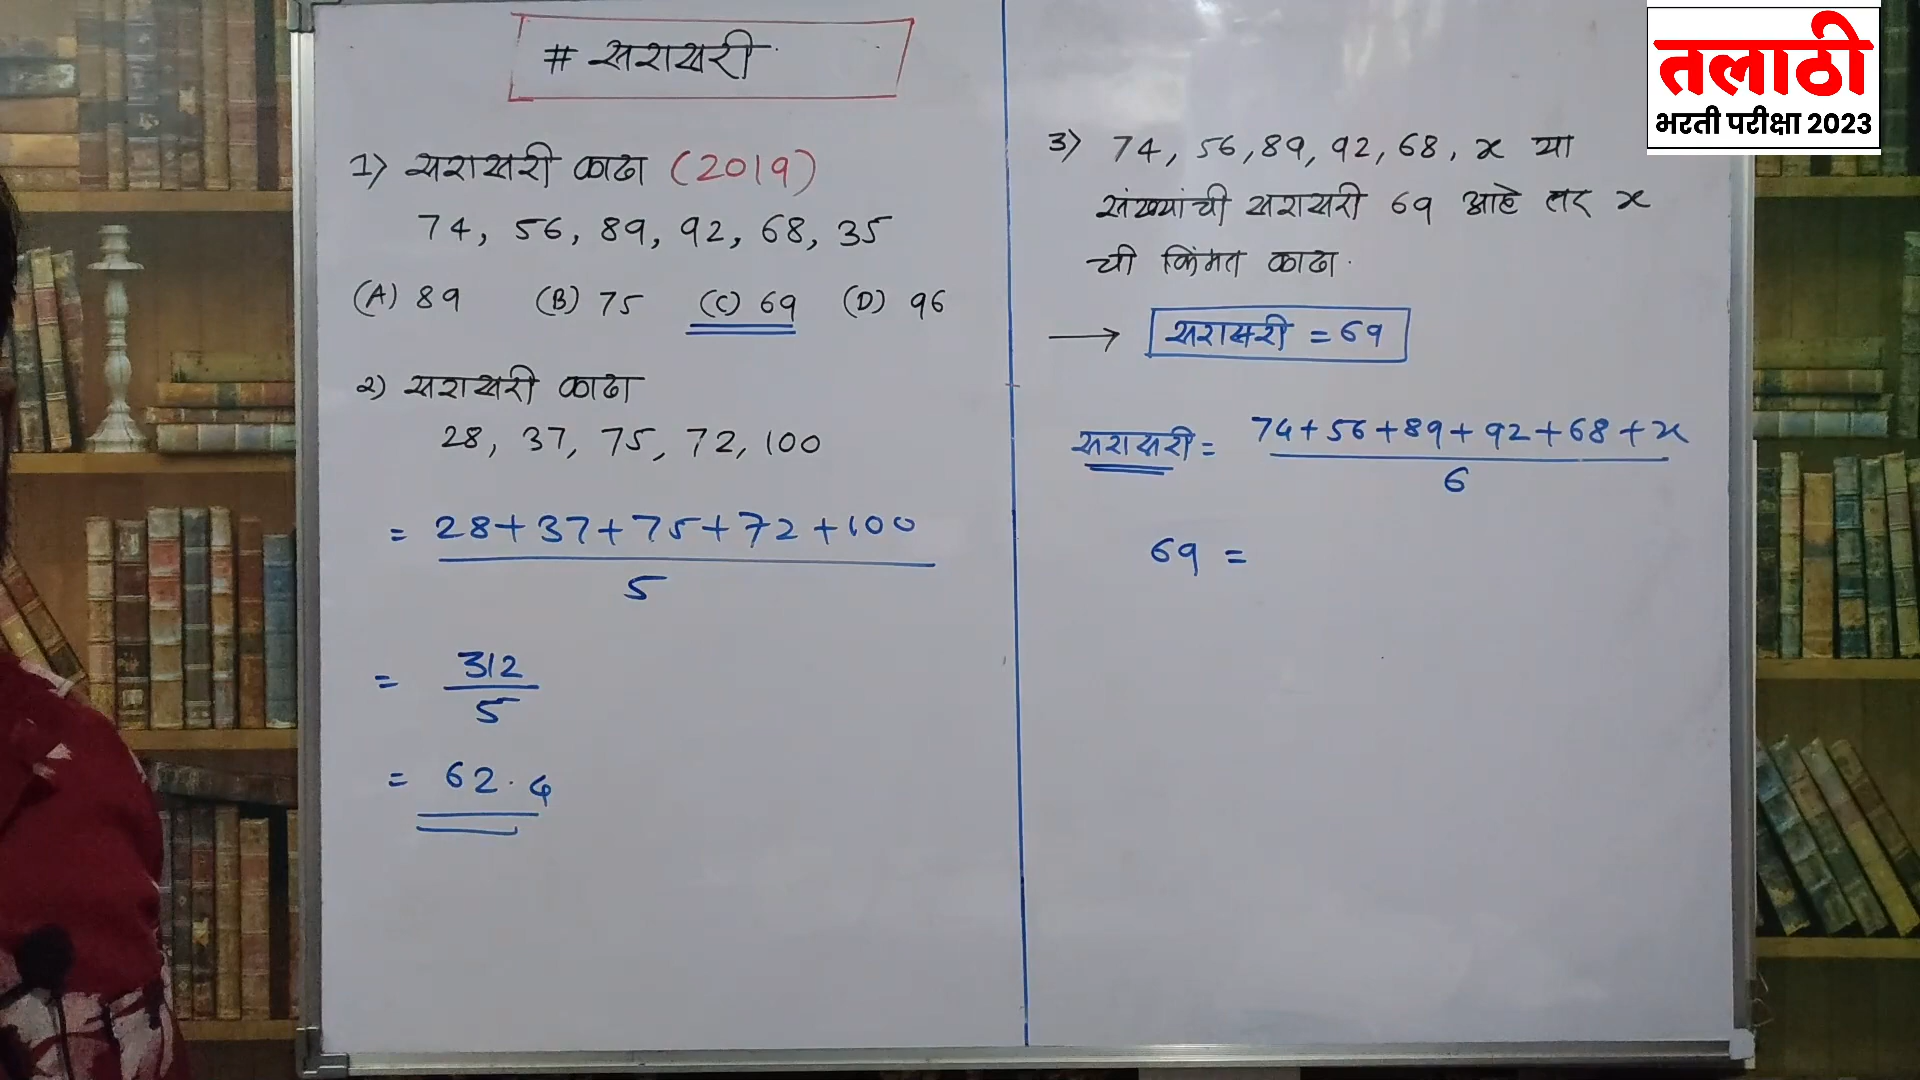 # सरासरी
1) सरासरी काढा (2019)
74, 56, 89, 92, 68, 35
(A) 89 (B) 75 (C) 69 (D) 96
२) सरासरी काढा
28, 37, 75, 72, 100
= 28+37+75+72+100
5
= 312
5
= 62.4
3) 74, 56, 89, 92, 68, x या
संख्यांची सरासरी 69 आहे तर x
ची किंमत काढा.
→ सरासरी = 69
सरासरी = 74+56+89+92+68+x
6
69 =
तलाठी
भरती परीक्षा 2023